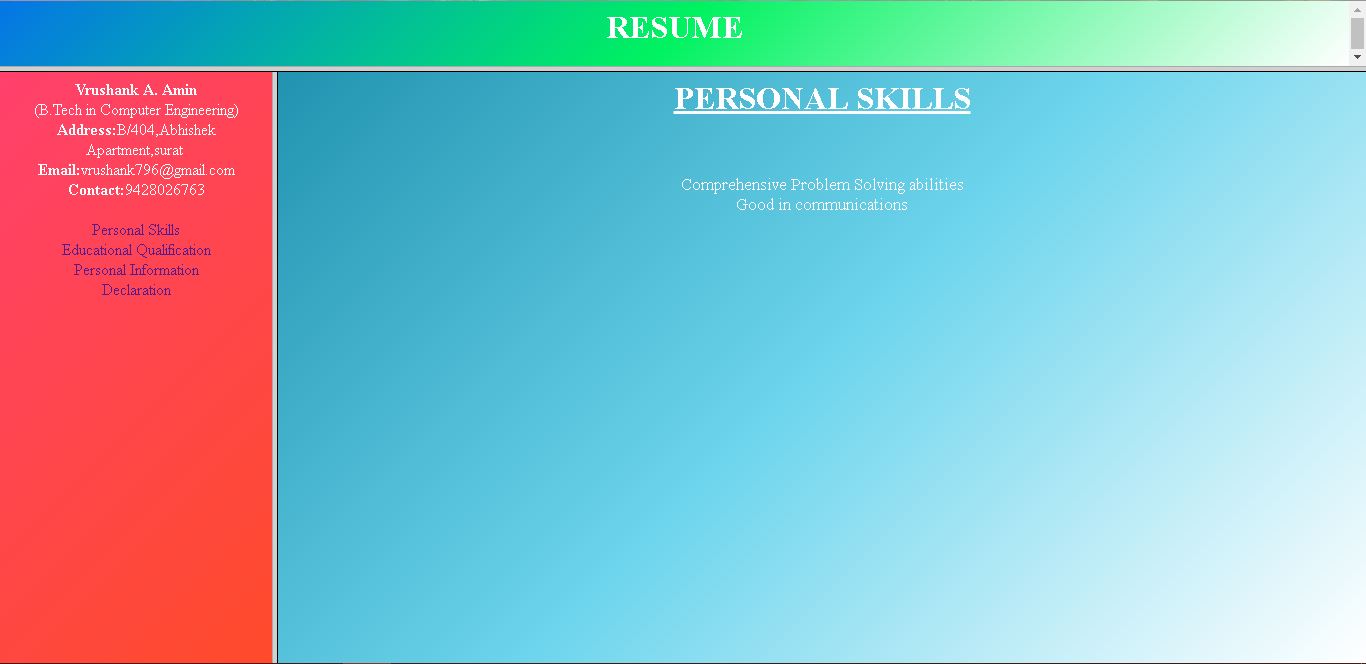 RESUME
Vrushank A. Amin
(B.Tech in Computer Engineering)
Address:B/404,Abhishek
Apartment,surat
Email:vrushank796@gmail.com
Contact:9428026763
Personal Skills
Educational Qualification
Personal Information
Declaration
PERSONAL SKILLS
Comprehensive Problem Solving abilities
Good in communications